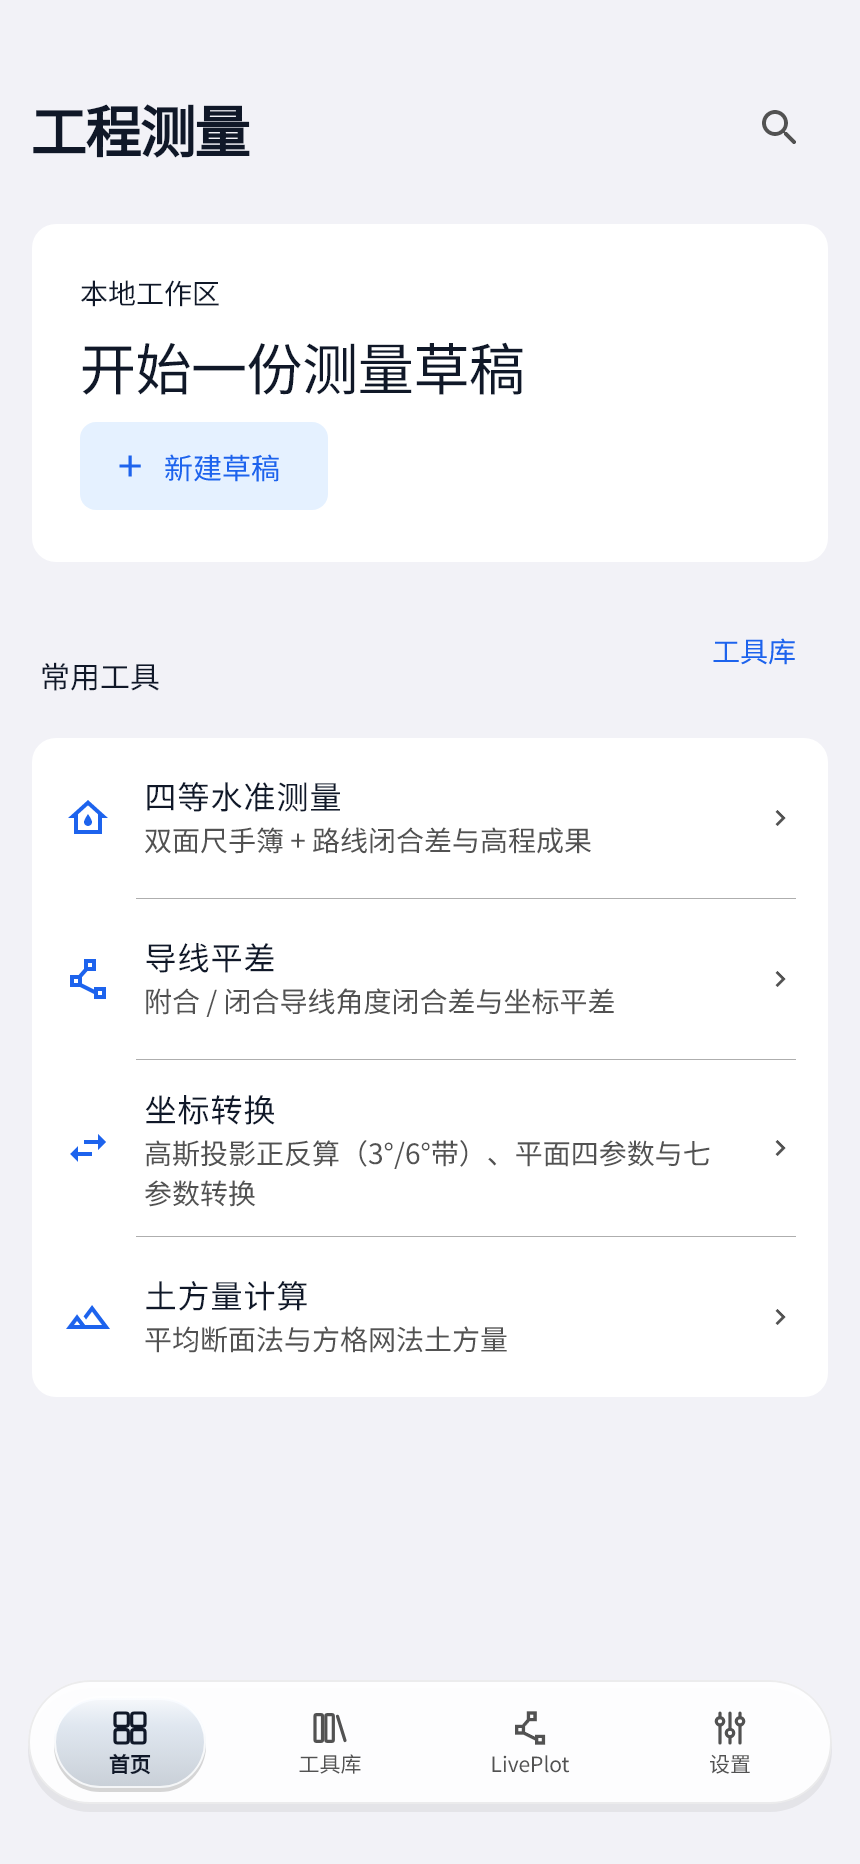 工程测量
本地工作区
开始一份测量草稿
新建草稿
工具库
常用工具
四等水准测量
双面尺手簿 + 路线闭合差与高程成果
导线平差
附合 / 闭合导线角度闭合差与坐标平差
坐标转换
高斯投影正反算（3°/6°带）、平面四参数与七
参数转换
土方量计算
平均断面法与方格网法土方量
首页
工具库
LivePlot
设置